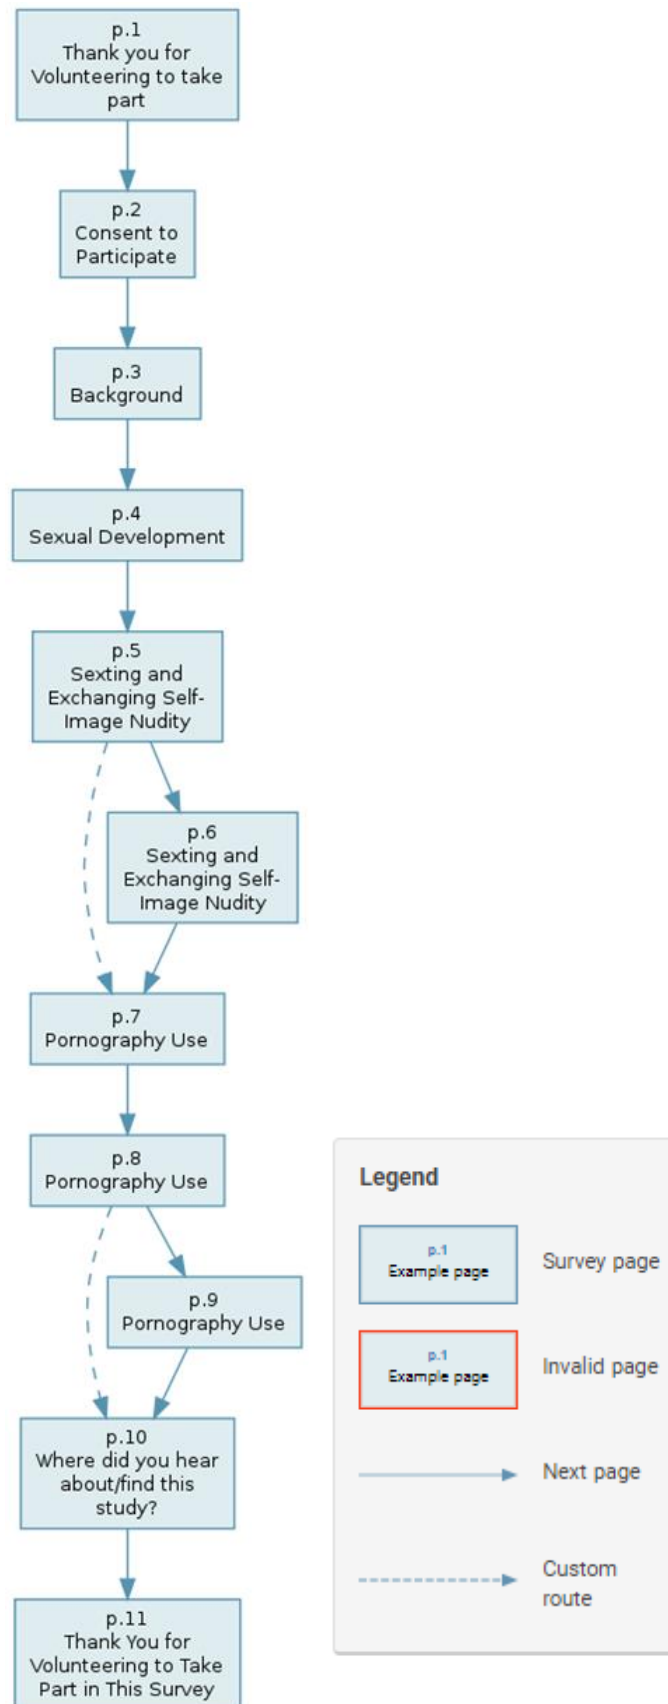 p.1
Thank you for
Volunteering to take
part
p.2
Consent to
Participate
p.3
Background
p.4
Sexual Development
p.5
Sexting and
Exchanging Self-
Image Nudity
p.6
Sexting and
Exchanging Self-
Image Nudity
p.7
Pornography Use
p.8
Pornography Use
p.9
Pornography Use
p.10
Where did you hear
about/find this
study?
p.11
Thank You for
Volunteering to Take
Part in This Survey
Legend
p.1
Example page
Survey page
p.1
Example page
Invalid page
Next page
Custom
route